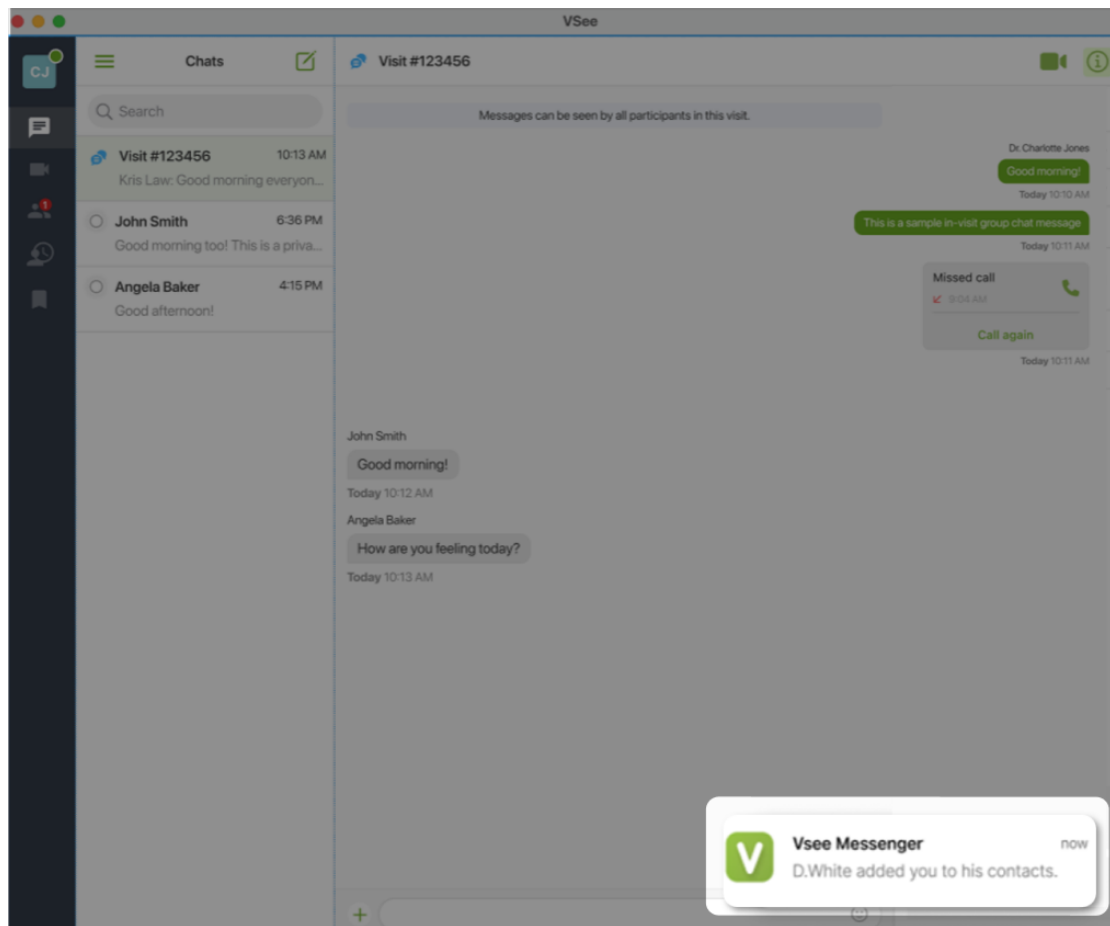 VSee
CJ
Chats
Visit #123456
Search
Messages can be seen by all participants in this visit.
Visit #123456
10:13 AM
Kris Law: Good morning everyon...
1
John Smith
6:36 PM
Good morning too! This is a priva...
Angela Baker
4:15 PM
Good afternoon!
Dr. Charlotte Jones
Good morning!
Today 10:10 AM
This is a sample in-visit group chat message
Today 10:11 AM
Missed call
9:04 AM
Call again
Today 10:11 AM
John Smith
Good morning!
Today 10:12 AM
Angela Baker
How are you feeling today?
Today 10:13 AM
V
Vsee Messenger
now
D.White added you to his contacts.